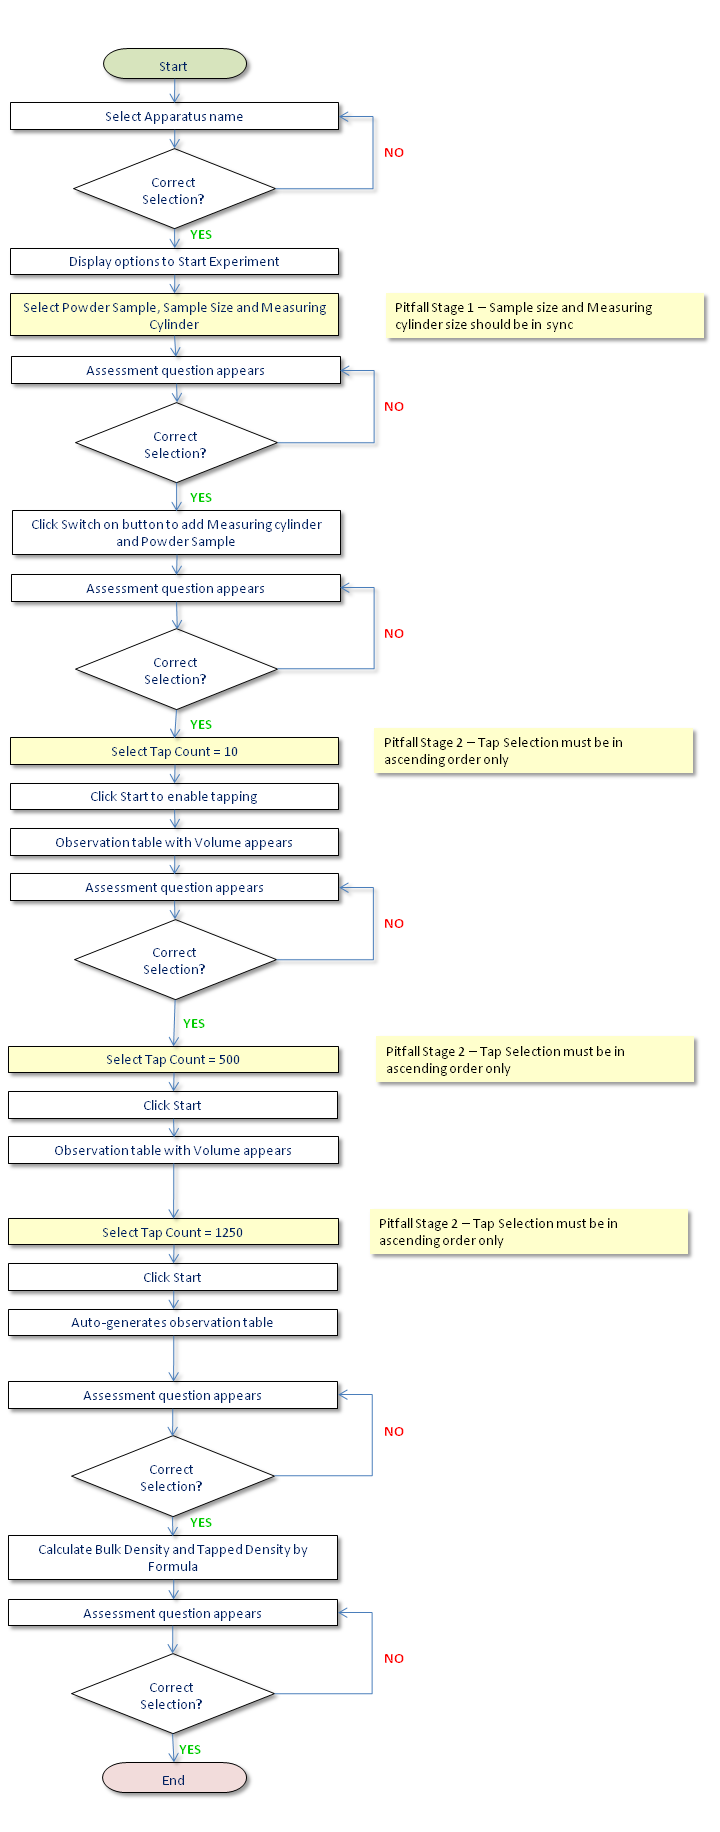 Start
Select Apparatus name
NO
Correct
Selection?
YES
Display options to Start Experiment
Select Powder Sample, Sample Size and Measuring
Cylinder
Pitfall Stage 1 – Sample size and Measuring
cylinder size should be in sync
Assessment question appears
NO
Correct
Selection?
YES
Click Switch on button to add Measuring cylinder
and Powder Sample
Assessment question appears
NO
Correct
Selection?
YES
Select Tap Count = 10
Pitfall Stage 2 – Tap Selection must be in
ascending order only
Click Start to enable tapping
Observation table with Volume appears
Assessment question appears
NO
Correct
Selection?
YES
Select Tap Count = 500
Pitfall Stage 2 – Tap Selection must be in
ascending order only
Click Start
Observation table with Volume appears
Select Tap Count = 1250
Pitfall Stage 2 – Tap Selection must be in
ascending order only
Click Start
Auto-generates observation table
Assessment question appears
NO
Correct
Selection?
YES
Calculate Bulk Density and Tapped Density by
Formula
Assessment question appears
NO
Correct
Selection?
YES
End